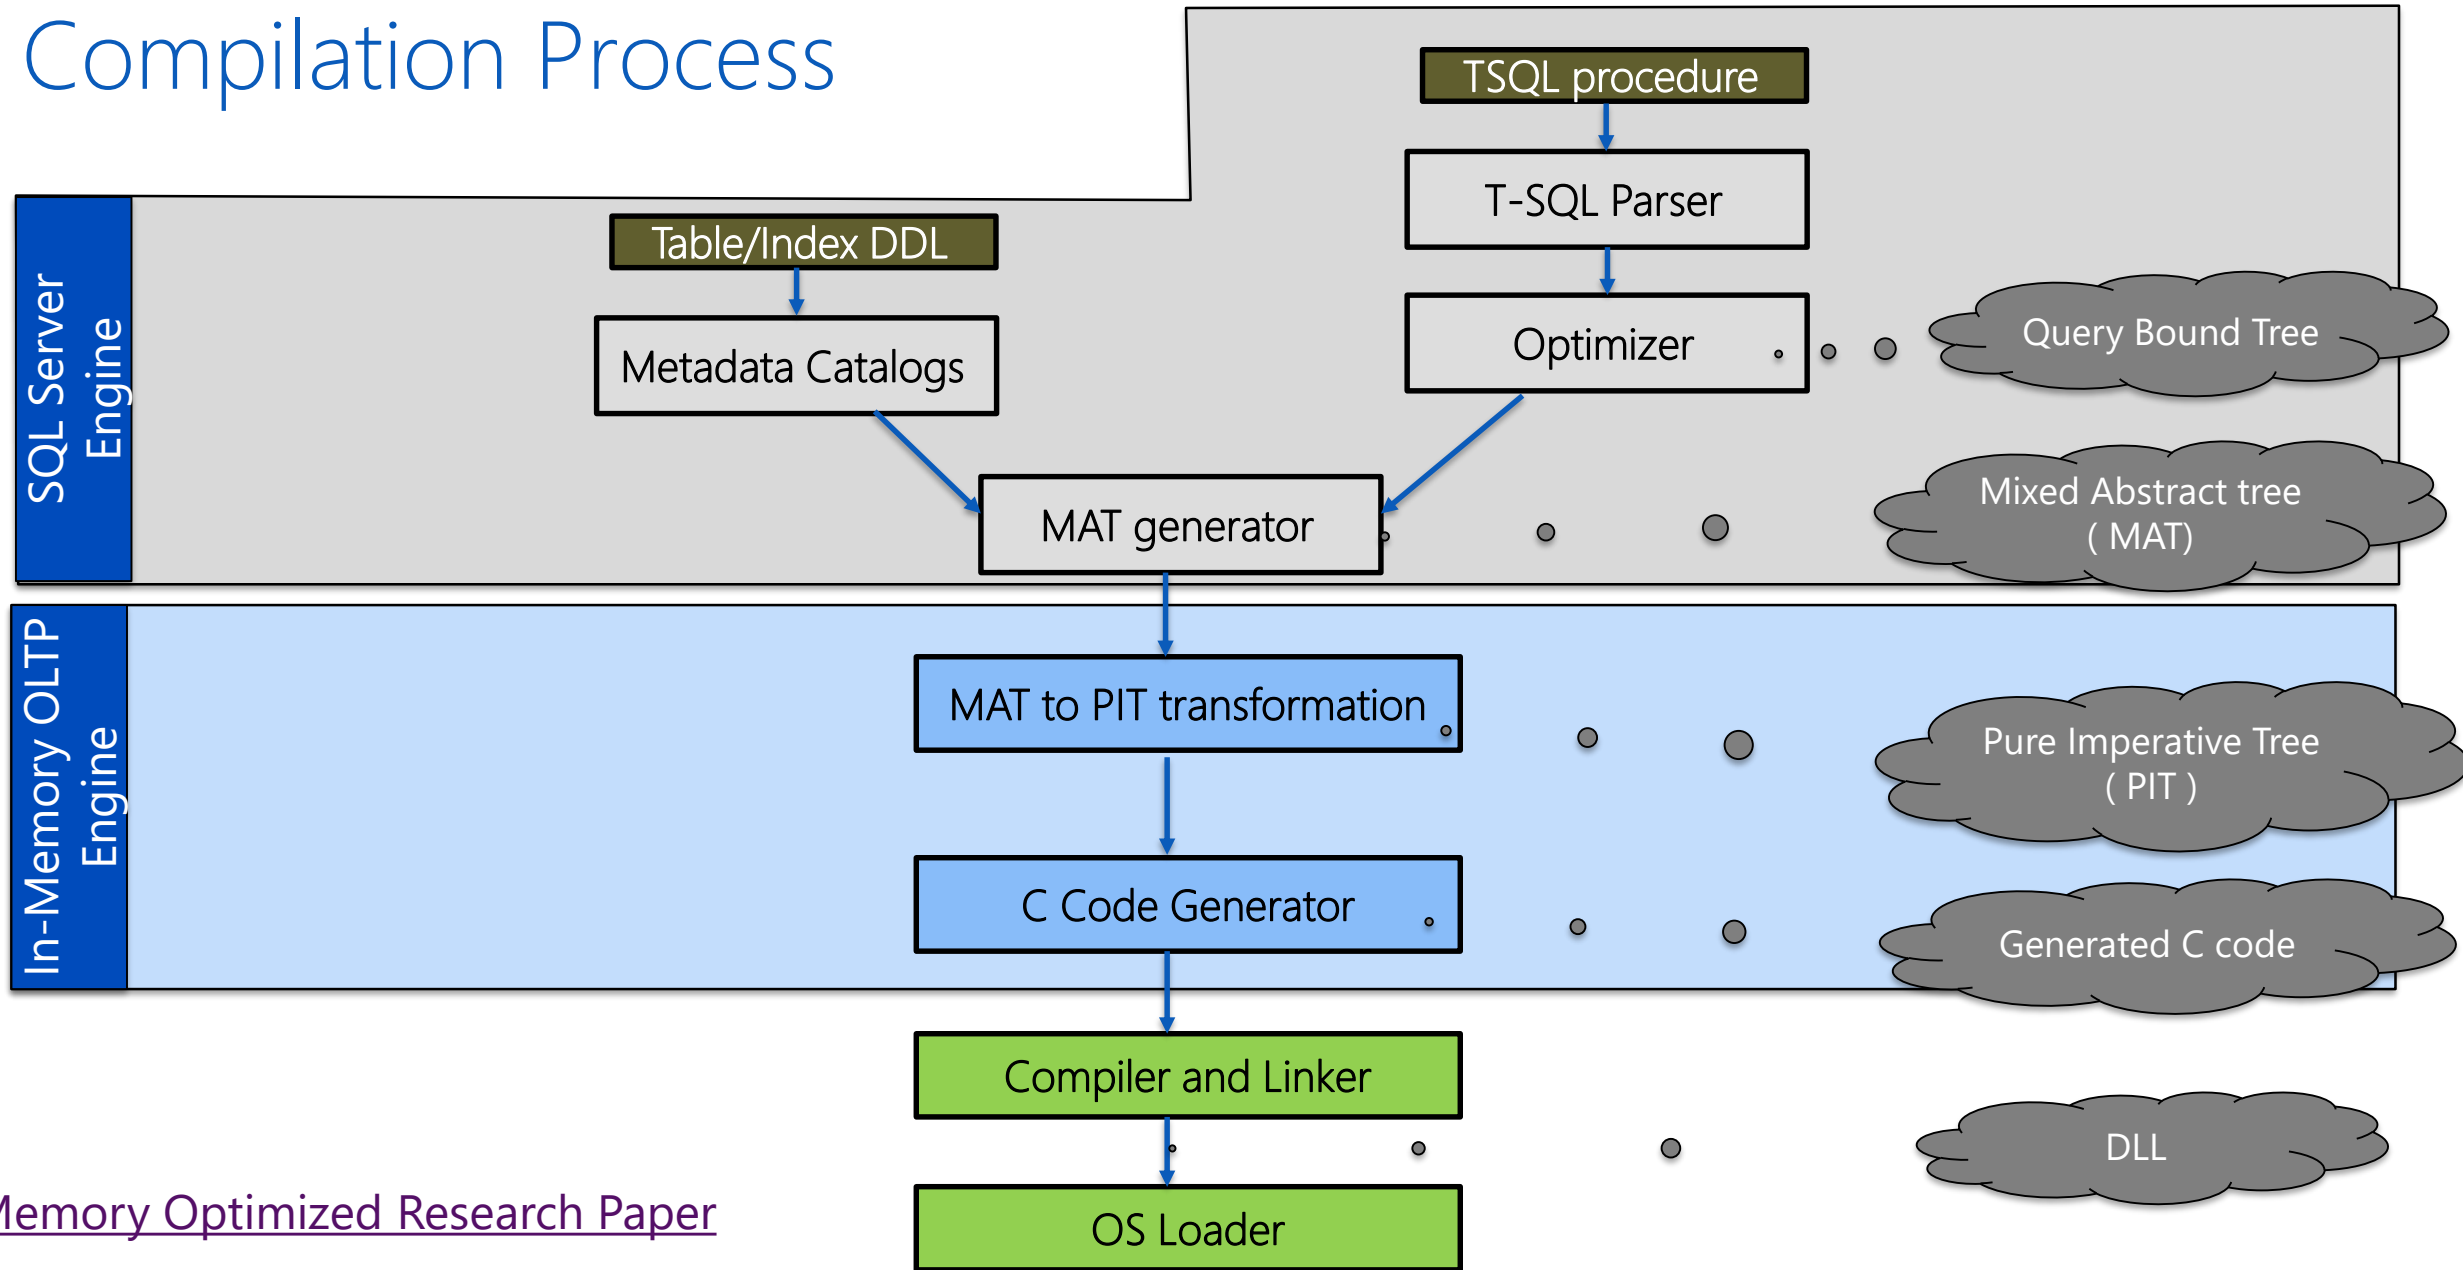 Compilation Process
TSQL procedure
T-SQL Parser
Table/Index DDL
Metadata Catalogs
Optimizer
Query Bound Tree
SQL Server
Engine
MAT generator
Mixed Abstract tree
( MAT)
In-Memory OLTP
Engine
MAT to PIT transformation
Pure Imperative Tree
( PIT )
C Code Generator
Generated C code
Compiler and Linker
DLL
Memory Optimized Research Paper
OS Loader